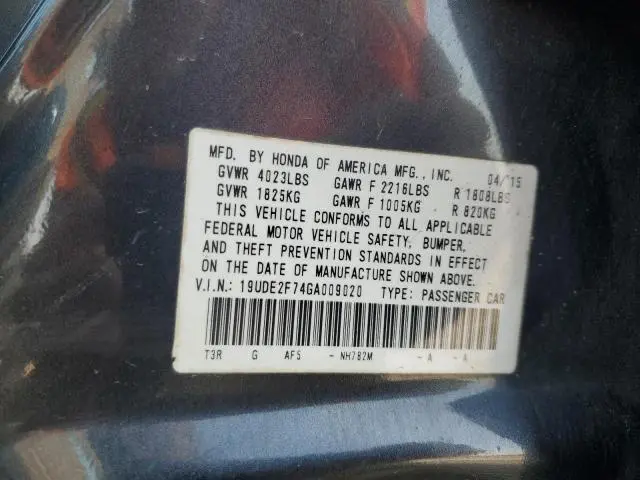 MFD. BY HONDA OF AMERICA MFG., INC. 04/15
GVWR 4023LBS GAWR F 2216LBS R 1808LBS
GVWR 1825KG GAWR F 1005KG R 820KG
THIS VEHICLE CONFORMS TO ALL APPLICABLE
FEDERAL MOTOR VEHICLE SAFETY, BUMPER,
AND THEFT PREVENTION STANDARDS IN EFFECT
ON THE DATE OF MANUFACTURE SHOWN ABOVE.
V.I.N.: 19UDE2F74GA009020 TYPE: PASSENGER CAR
T3R G AF5 - NH782M - A - A